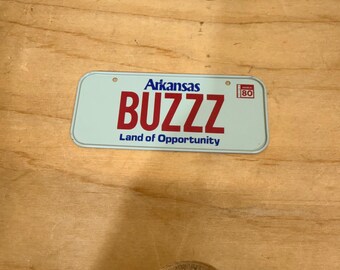 Arkansas
80
BUZZZ
Land of Opportunity